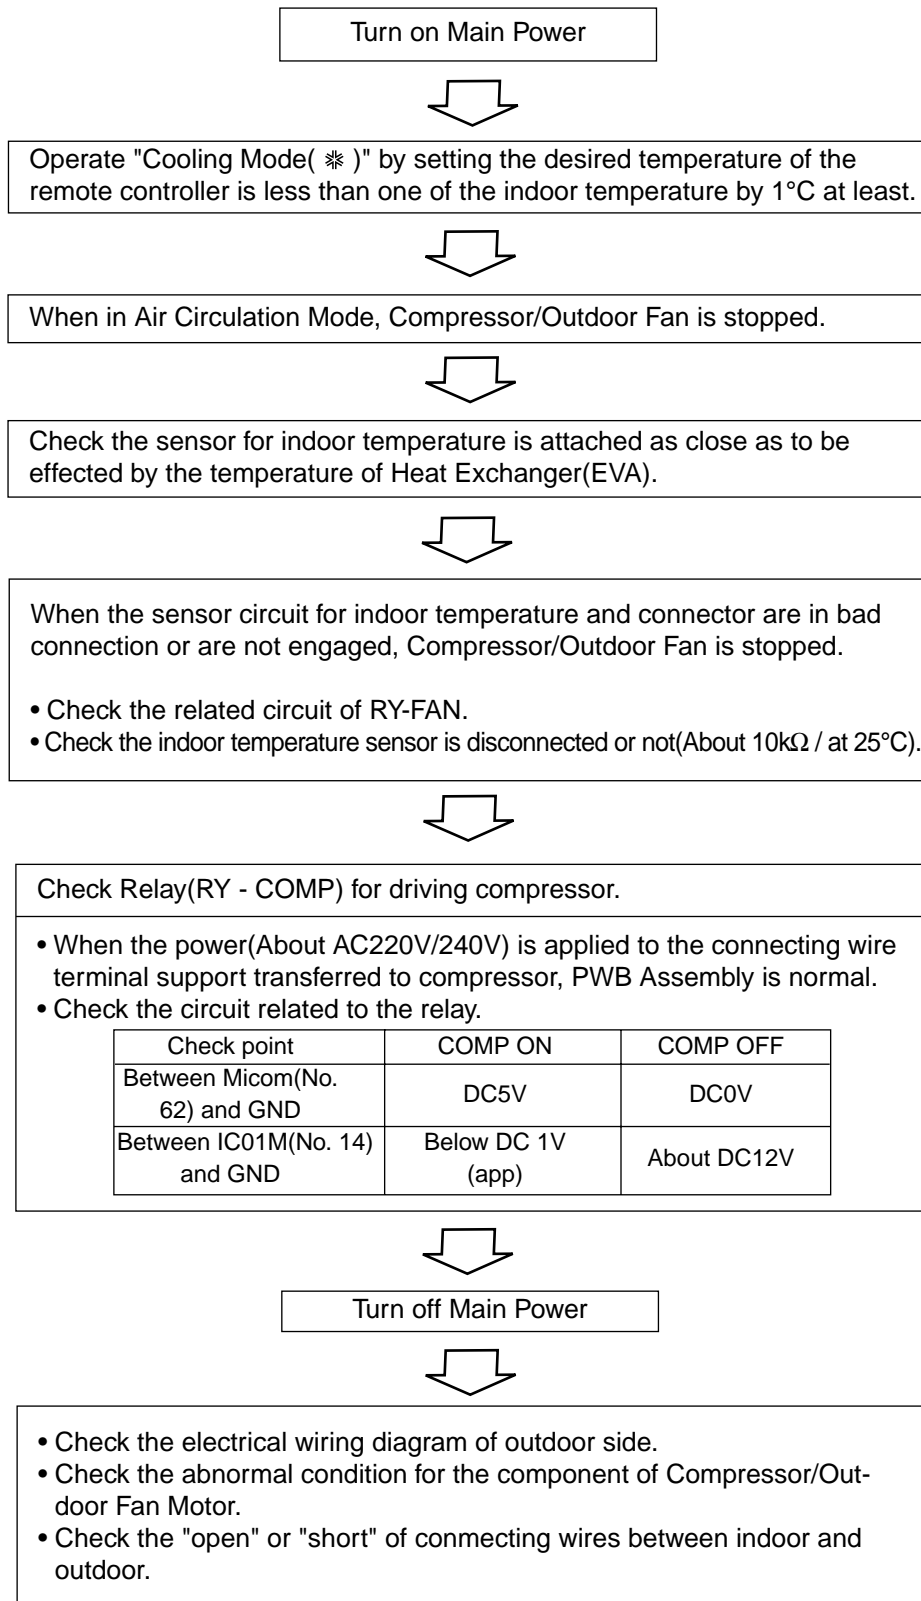 Turn on Main Power
Operate "Cooling Mode( ❋ )" by setting the desired temperature of the
remote controller is less than one of the indoor temperature by 1°C at least.
When in Air Circulation Mode, Compressor/Outdoor Fan is stopped.
Check the sensor for indoor temperature is attached as close as to be
effected by the temperature of Heat Exchanger(EVA).
When the sensor circuit for indoor temperature and connector are in bad
connection or are not engaged, Compressor/Outdoor Fan is stopped.
• Check the related circuit of RY-FAN.
• Check the indoor temperature sensor is disconnected or not(About 10kΩ / at 25°C).
Check Relay(RY - COMP) for driving compressor.
• When the power(About AC220V/240V) is applied to the connecting wire
terminal support transferred to compressor, PWB Assembly is normal.
• Check the circuit related to the relay.
Check point COMP ON COMP OFF
Between Micom(No.
62) and GND DC5V DC0V
Between IC01M(No. 14)
and GND Below DC 1V
(app) About DC12V
Turn off Main Power
• Check the electrical wiring diagram of outdoor side.
• Check the abnormal condition for the component of Compressor/Out-
door Fan Motor.
• Check the "open" or "short" of conmecting wires between indoor and
outdoor.